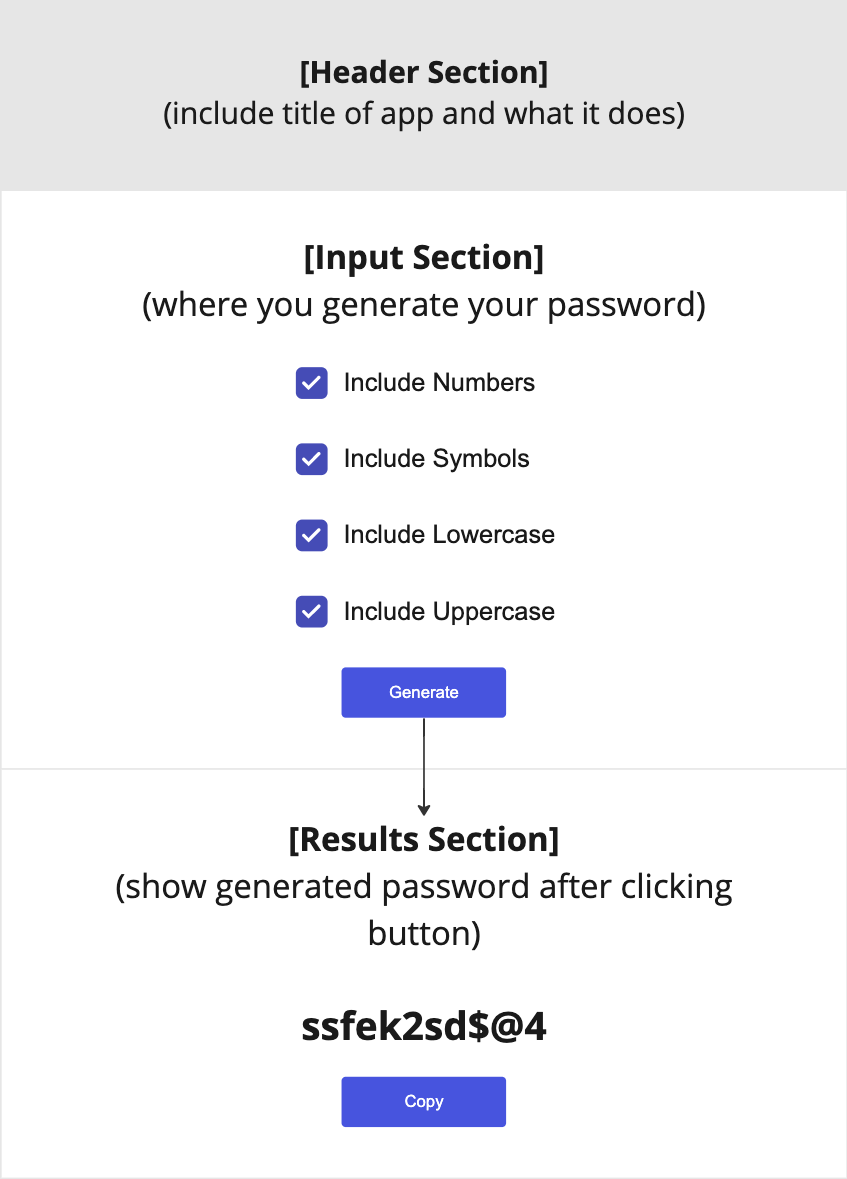 [Header Section]
(include title of app and what it does)
[Input Section]
(where you generate your password)
Include Numbers
Include Symbols
Include Lowercase
Include Uppercase
Generate
[Results Section]
(show generated password after clicking
button)
ssfek2sd$@4
Copy